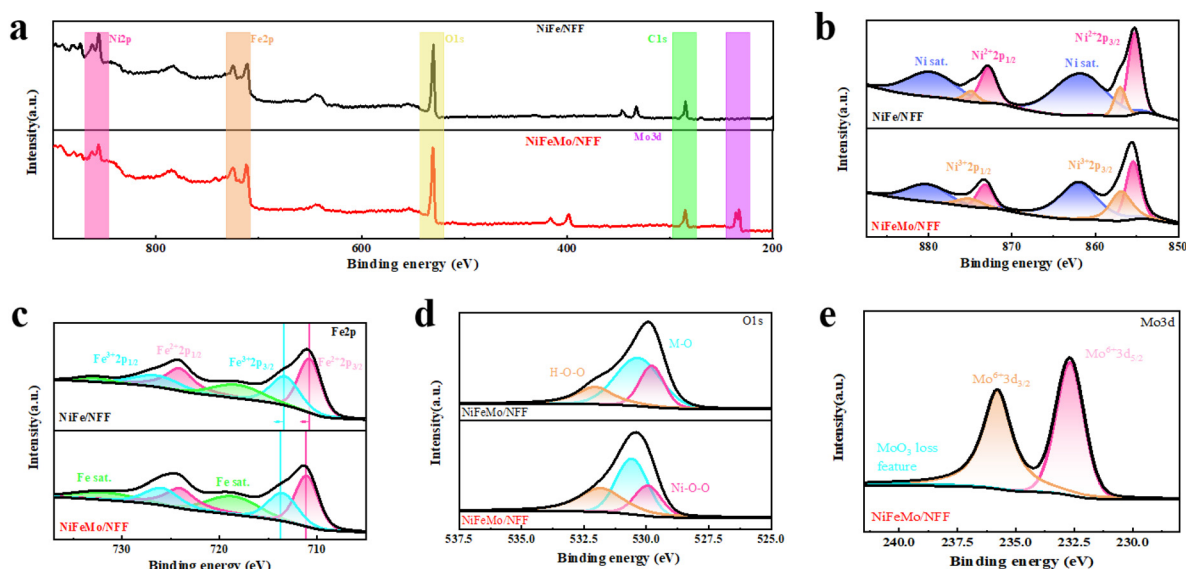 a
Ni2p
Fe2p
O1s
NiFe/NFF
C1s
NiFeMo/NFF
Mo3d
Intensity(a.u.)
800
600
400
200
Binding energy (eV)
b
Ni sat.
Ni²⁺2p₁/₂
Ni sat.
Ni²⁺2p₃/₂
NiFe/NFF
Ni³⁺2p₁/₂
Ni³⁺2p₃/₂
NiFeMo/NFF
Intensity(a.u.)
880
870
860
850
Binding energy (eV)
c
Fe2p
Fe³⁺2p₁/₂
Fe²⁺2p₁/₂
Fe³⁺2p₃/₂
Fe²⁺2p₃/₂
NiFe/NFF
Fe sat.
Fe sat.
NiFeMo/NFF
Intensity(a.u.)
730
720
710
Binding energy (eV)
d
O1s
M-O
H-O-O
NiFeMo/NFF
Ni-O-O
NiFeMo/NFF
Intensity(a.u.)
537.5
535.0
532.5
530.0
527.5
525.0
Binding energy (eV)
e
Mo3d
Mo⁶⁺3d₅/₂
Mo⁶⁺3d₃/₂
MoO₃ loss
feature
NiFeMo/NFF
Intensity(a.u.)
240.0
237.5
235.0
232.5
230.0
Binding energy (eV)